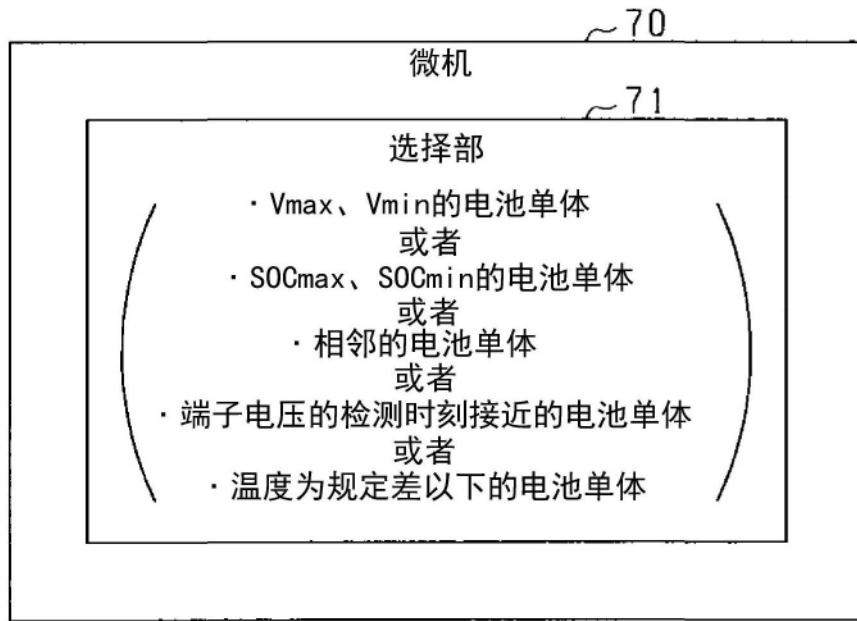 70
微机
71
选择部
·Vmax、Vmin的电池单体
或者
·SOCmax、SOCmin的电池单体
或者
·相邻的电池单体
或者
·端子电压的检测时刻接近的电池单体
或者
·温度为规定差以下的电池单体